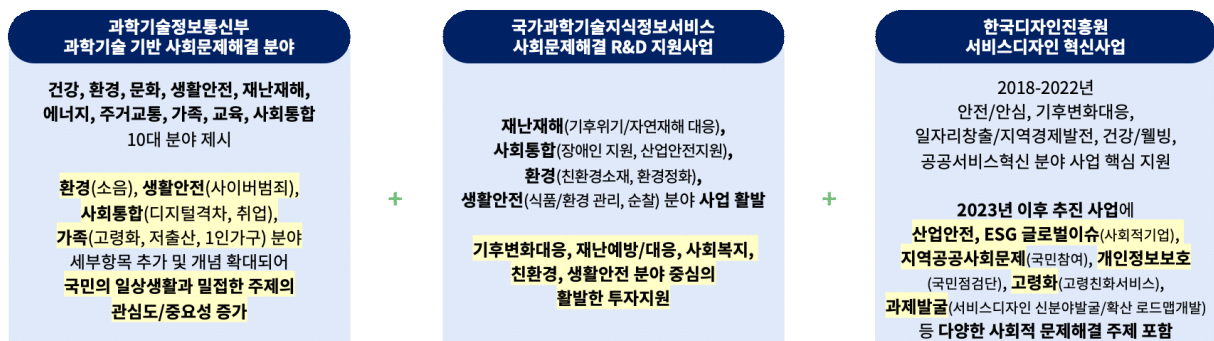 과학기술정보통신부
과학기술 기반 사회문제해결 분야
건강, 환경, 문화, 생활안전, 재난재해,
에너지, 주거교통, 가족, 교육, 사회통합
10대 분야 제시
환경(소음), 생활안전(사이버범죄),
사회통합(디지털격차, 취업),
가족(고령화, 저출산, 1인가구) 분야
세부항목 추가 및 개념 확대되어
국민의 일상생활과 밀접한 주제의
관심도/중요성 증가
+
국가과학기술지식정보서비스
사회문제해결 R&D 지원사업
재난재해(기후위기/자연재해 대응),
사회통합(장애인 지원, 산업안전지원),
환경(친환경소재, 환경정화),
생활안전(식품/환경 관리, 순찰) 분야 사업 활발
기후변화대응, 재난예방/대응, 사회복지,
친환경, 생활안전 분야 중심의
활발한 투자지원
+
한국디자인진흥원
서비스디자인 혁신사업
2018-2022년
안전/안심, 기후변화대응,
일자리창출/지역경제발전, 건강/웰빙,
공공서비스혁신 분야 사업 핵심 지원
2023년 이후 추진 사업에
산업안전, ESG 글로벌이슈(사회적기업),
지역공공사회문제(국민참여), 개인정보보호
(국민점검단), 고령화(고령친화서비스),
과제발굴(서비스디자인 신분야발굴/확산 로드맵개발)
등 다양한 사회적 문제해결 주제 포함